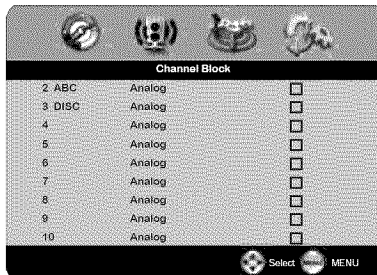 Channel Block
2 ABC Analog
3 DISC Analog
4 Analog
5 Analog
6 Analog
7 Analog
8 Analog
9 Analog
10 Analog
Select MENU